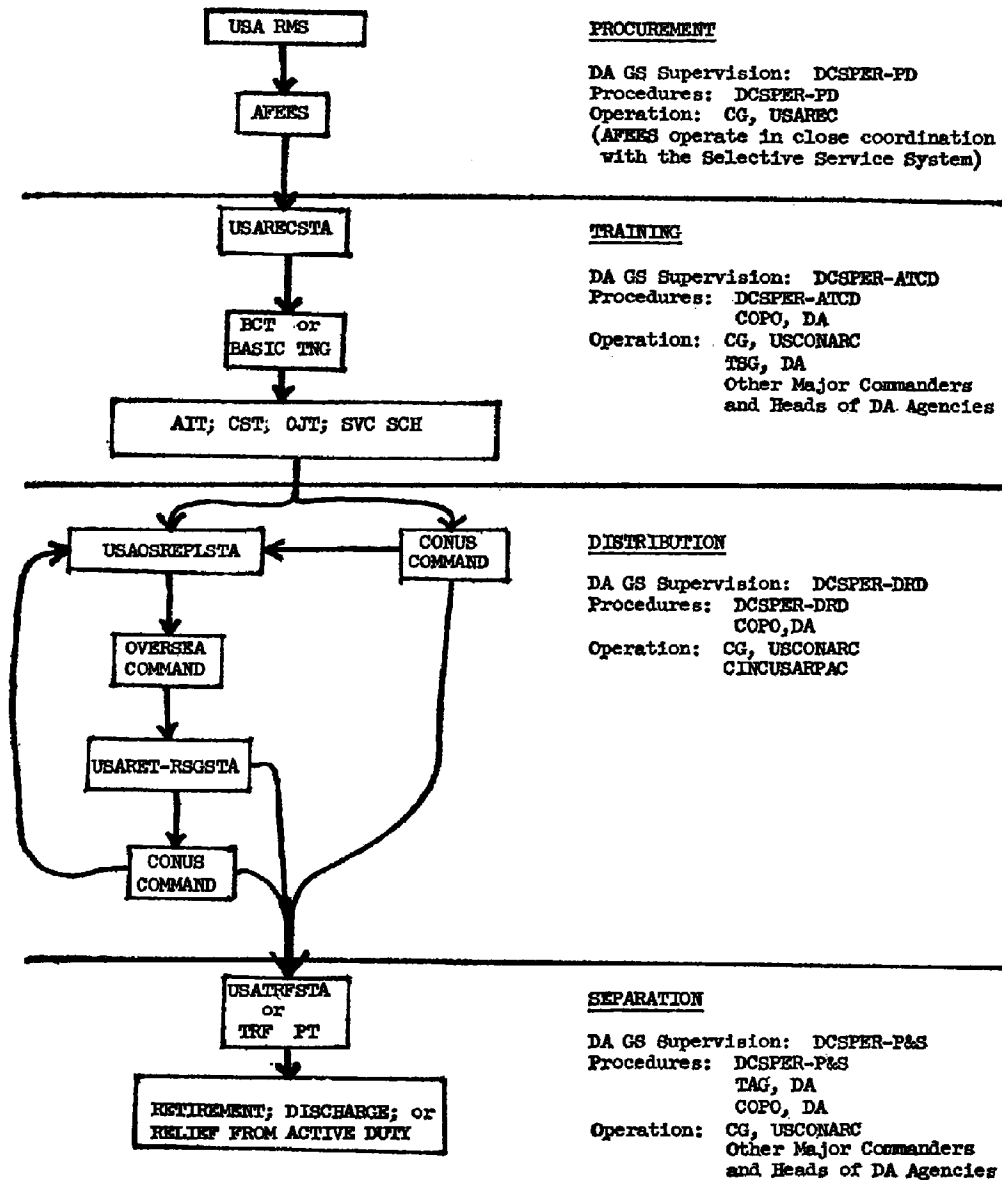 USA RMS
AFEES
PROCUREMENT
DA GS Supervision: DCSPER-PD
Procedures: DCSPER-PD
Operation: CG, USAREC
(AFEES operate in close coordination
with the Selective Service System)
USARECSTA
BCT or
BASIC TNG
AIT; CST; OJT; SVC SCH
TRAINING
DA GS Supervision: DCSPER-ATCD
Procedures: DCSPER-ATCD
COPO, DA
Operation: CG, USCONARC
TSG, DA
Other Major Commanders
and Heads of DA Agencies
USAOSREPLSTA
CONUS
COMMAND
OVERSEA
COMMAND
USARET-RSGSTA
CONUS
COMMAND
DISTRIBUTION
DA GS Supervision: DCSPER-DRD
Procedures: DCSPER-DRD
COPO,DA
Operation: CG, USCONARC
CINCUSARPAC
USATRFSTA
or
TRF PT
RETIREMENT; DISCHARGE; or
RELIEF FROM ACTIVE DUTY
SEPARATION
DA GS Supervision: DCSPER-P&S
Procedures: DCSPER-P&S
TAG, DA
COPO, DA
Operation: CG, USCONARC
Other Major Commanders
and Heads of DA Agencies